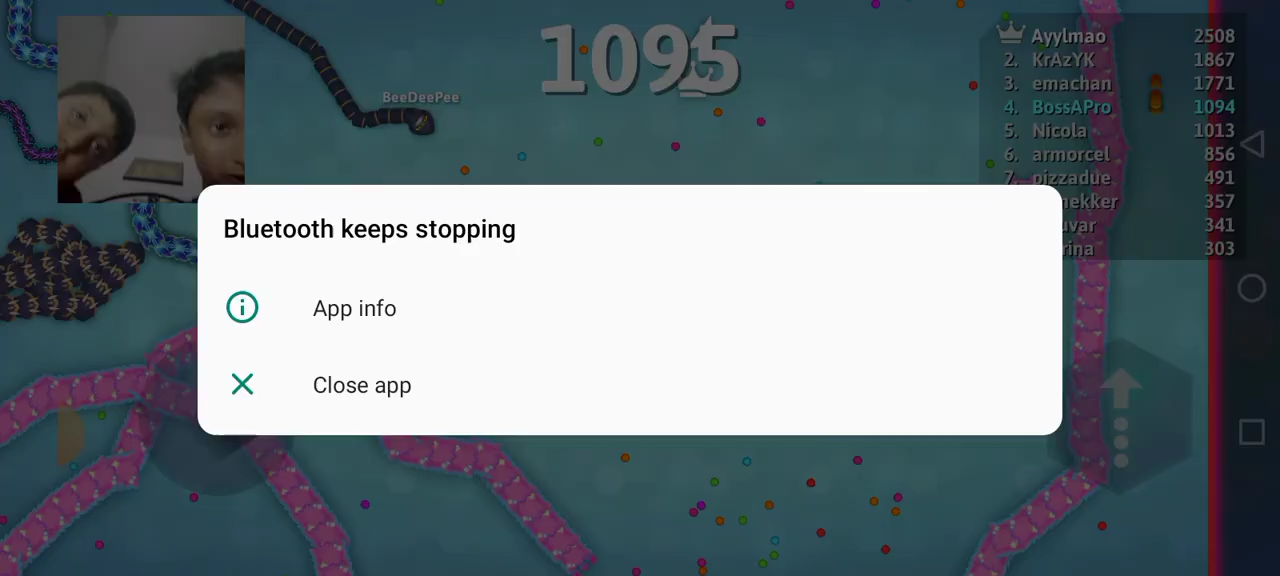 1095
BeeDeePee
Ayylmao 2508
2. KrAzYK 1867
3. emachan 1771
4. BossAPro 1094
5. Nicola 1013
6. armorcel 856
7. pizzadue 491
357
341
303
Bluetooth keeps stopping
App info
Close app